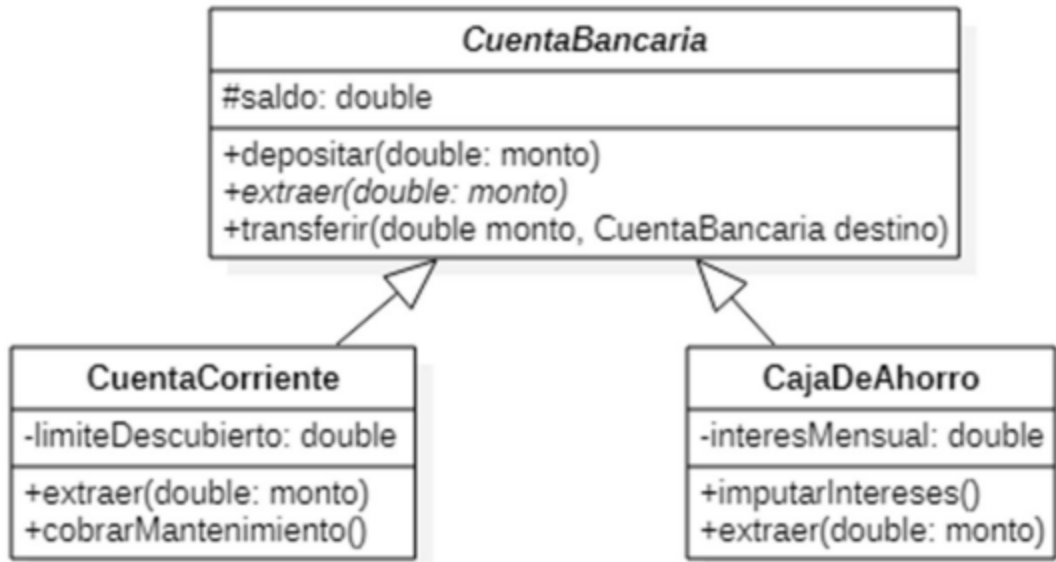 CuentaBancaria
#saldo: double
+depositar(double: monto)
+extraer(double: monto)
+transferir(double monto, CuentaBancaria destino)
CuentaCorriente
-limiteDescubierto: double
+extraer(double: monto)
+cobrarMantenimiento()
CajaDeAhorro
-interesMensual: double
+imputarIntereses()
+extraer(double: monto)